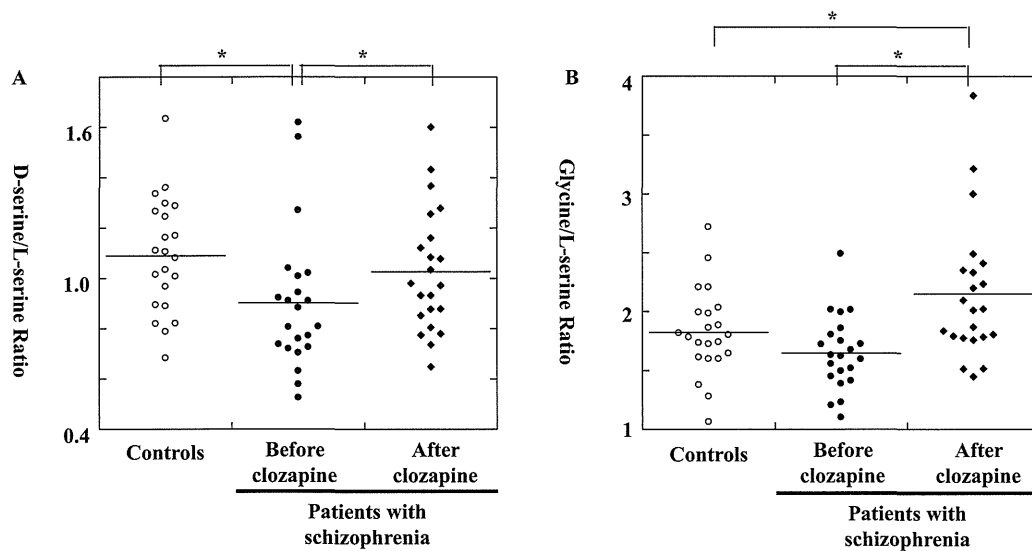 *
*
*
*
A
B
D-serine/L-serine Ratio
1.6
1.0
0.4
Controls
Before
clozapine
After
clozapine
Patients with
schizophrenia
Glycine/L-serine Ratio
4
3
2
1
Controls
Before
clozapine
After
clozapine
Patients with
schizophrenia